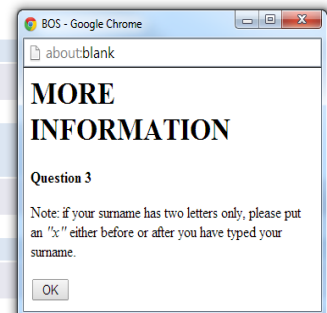 BOS - Google Chrome
about:blank
MORE
INFORMATION
Question 3
Note: if your surname has two letters only, please put
an "x" either before or after you have typed your
surname.
OK